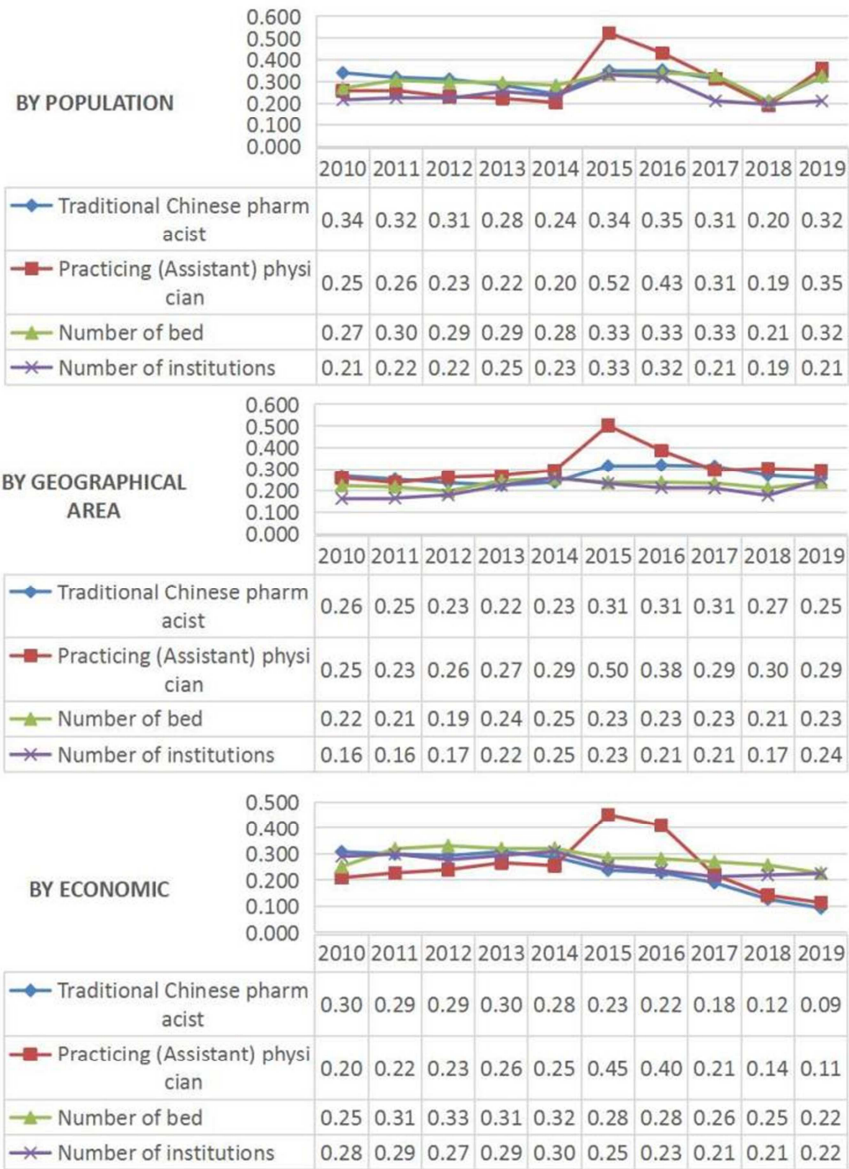 0.600
0.500
0.400
0.300
0.200
0.100
0.000
BY POPULATION
2010 2011 2012 2013 2014 2015 2016 2017 2018 2019
Traditional Chinese pharm
acist
0.34 0.32 0.31 0.28 0.24 0.34 0.35 0.31 0.20 0.32
Practicing (Assistant) physi
cian
0.25 0.26 0.23 0.22 0.20 0.52 0.43 0.31 0.19 0.35
Number of bed 0.27 0.30 0.29 0.29 0.28 0.33 0.33 0.33 0.21 0.32
Number of institutions 0.21 0.22 0.22 0.25 0.23 0.33 0.32 0.21 0.19 0.21
0.600
0.500
0.400
0.300
0.200
0.100
0.000
BY GEOGRAPHICAL
AREA
2010 2011 2012 2013 2014 2015 2016 2017 2018 2019
Traditional Chinese pharm
acist
0.26 0.25 0.23 0.22 0.23 0.31 0.31 0.31 0.27 0.25
Practicing (Assistant) physi
cian
0.25 0.23 0.26 0.27 0.29 0.50 0.38 0.29 0.30 0.29
Number of bed 0.22 0.21 0.19 0.24 0.25 0.23 0.23 0.23 0.21 0.23
Number of institutions 0.16 0.16 0.17 0.22 0.25 0.23 0.21 0.21 0.17 0.24
0.500
0.400
0.300
0.200
0.100
0.000
BY ECONOMIC
2010 2011 2012 2013 2014 2015 2016 2017 2018 2019
Traditional Chinese pharm
acist
0.30 0.29 0.29 0.30 0.28 0.23 0.22 0.18 0.12 0.09
Practicing (Assistant) physi
cian
0.20 0.22 0.23 0.26 0.25 0.45 0.40 0.21 0.14 0.11
Number of bed 0.25 0.31 0.33 0.31 0.32 0.28 0.28 0.26 0.25 0.22
Number of institutions 0.28 0.29 0.27 0.29 0.30 0.25 0.23 0.21 0.21 0.22